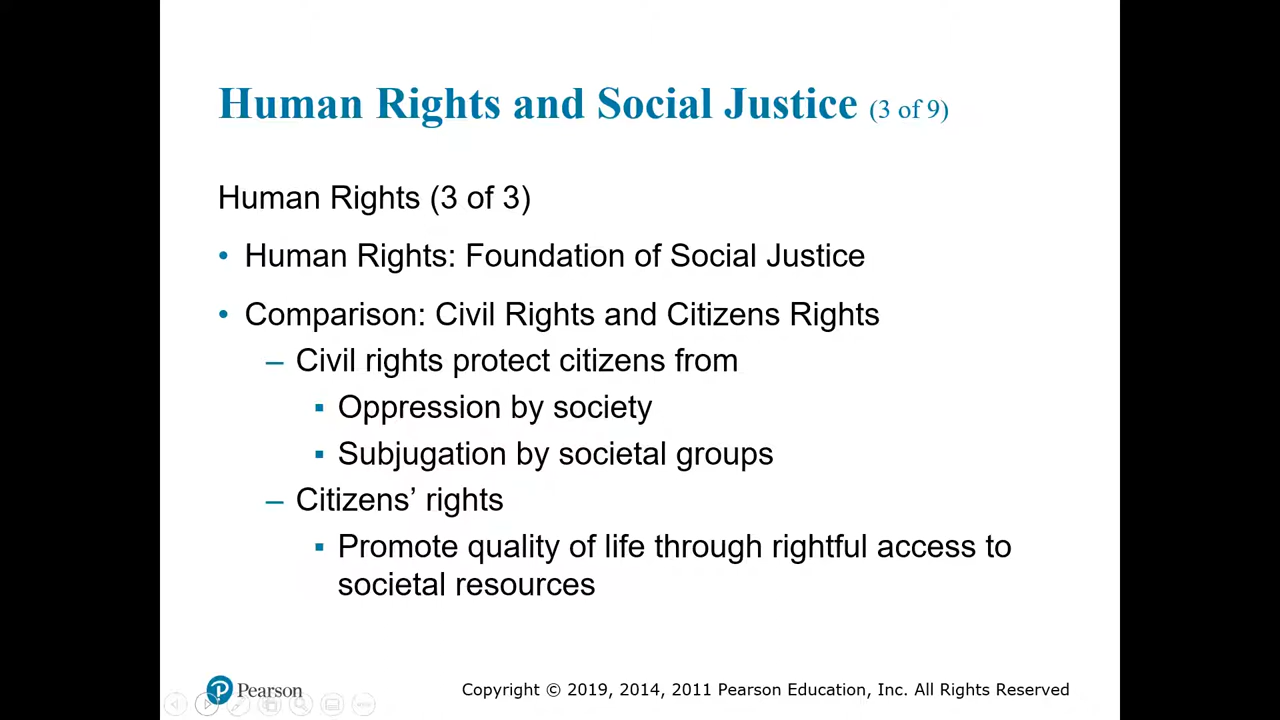 Human Rights and Social Justice (3 of 9)
Human Rights (3 of 3)
• Human Rights: Foundation of Social Justice
• Comparison: Civil Rights and Citizens Rights
– Civil rights protect citizens from
▪ Oppression by society
▪ Subjugation by societal groups
– Citizens’ rights
▪ Promote quality of life through rightful access to
societal resources
Pearson
Copyright © 2019, 2014, 2011 Pearson Education, Inc. All Rights Reserved